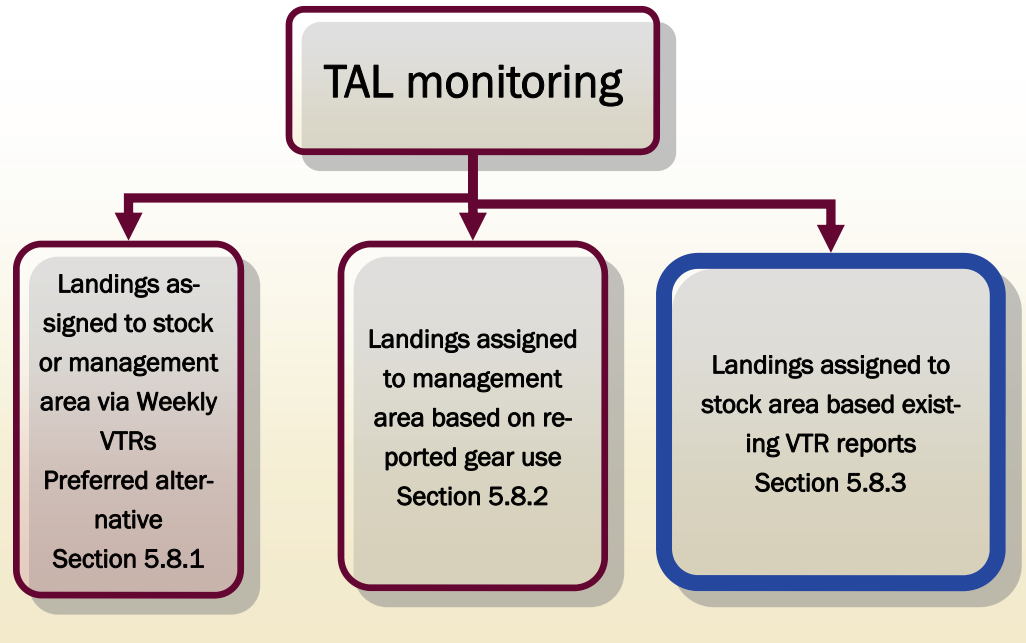 TAL monitoring
Landings as-
signed to stock
or management
area via Weekly
VTRs
Preferred alter-
native
Section 5.8.1
Landings assigned
to management
area based on re-
ported gear use
Section 5.8.2
Landings assigned to
stock area based exist-
ing VTR reports
Section 5.8.3